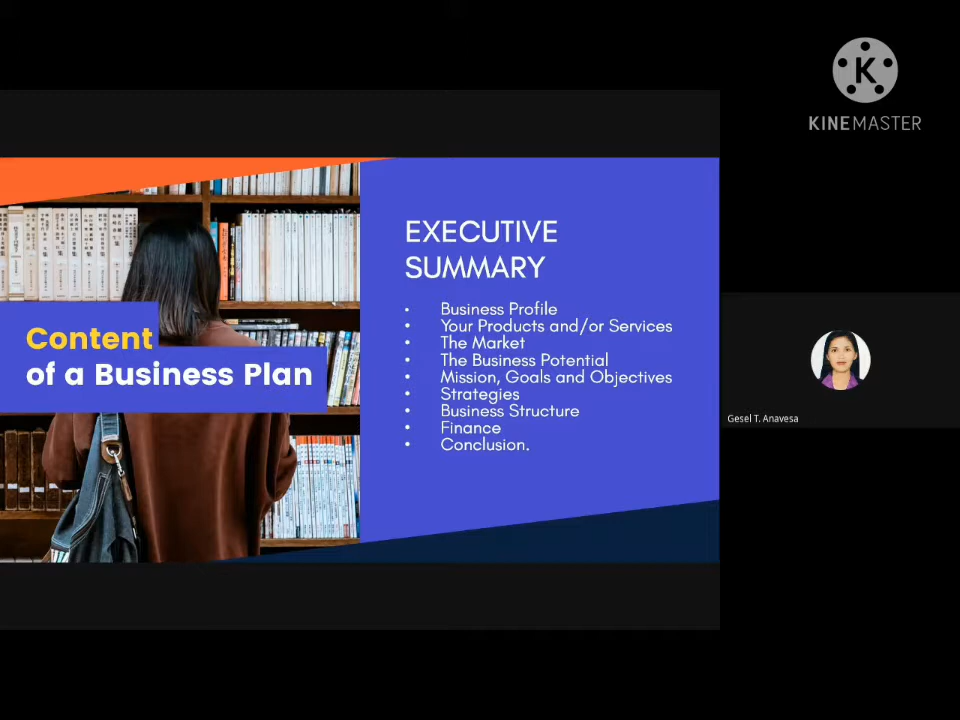 KINEMASTER
EXECUTIVE
SUMMARY
• Business Profile
• Your Products and/or Services
• The Market
• The Business Potential
• Mission, Goals and Objectives
• Strategies
• Business Structure
• Finance
• Conclusion.
Content
of a Business Plan
Gesel T. Anavesa